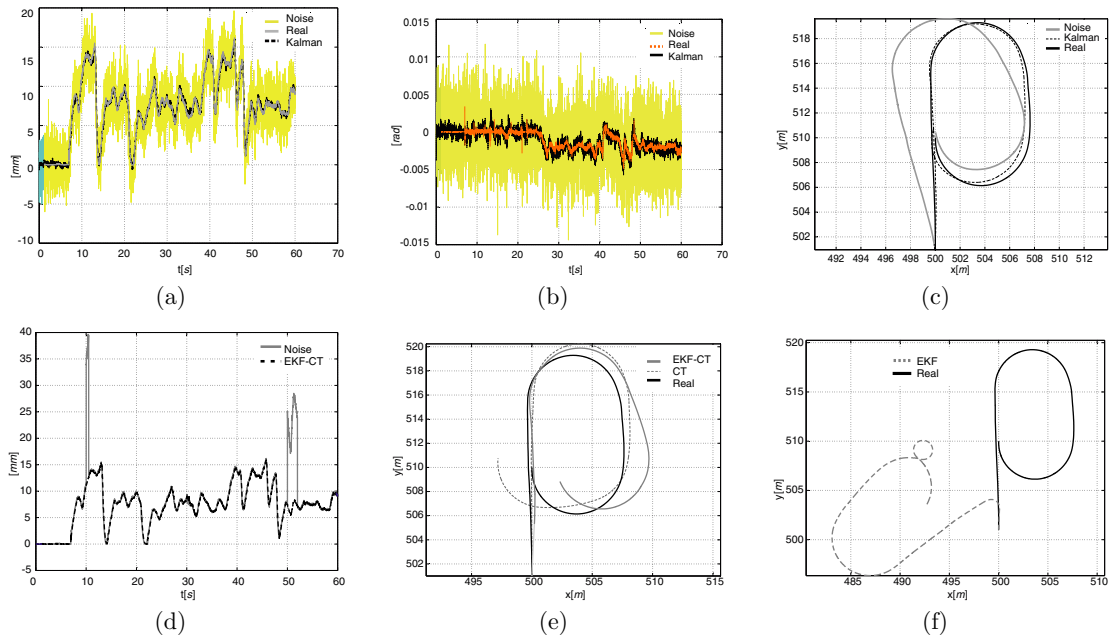 20
15
10
5
0
-5
-10
0 10 20 30 40 50 60 70
[mm]
t[s]
Noise
Real
Kalman
(a)
0.015
0.01
0.005
0
-0.005
-0.01
-0.015
0 10 20 30 40 50 60 70
[rad]
t[s]
Noise
Real
Kalman
(b)
518
516
514
512
510
508
506
504
502
492 494 496 498 500 502 504 506 508 510 512
y[m]
x[m]
Noise
Kalman
Real
(c)
40
35
30
25
20
15
10
5
0
-5
0 10 20 30 40 50 60
[mm]
t[s]
Noise
EKF-CT
(d)
520
518
516
514
512
510
508
506
504
502
495 500 505 510 515
y[m]
x[m]
EKF-CT
CT
Real
(e)
520
515
510
505
500
485 490 495 500 505 510
y[m]
x[m]
EKF
Real
(f)